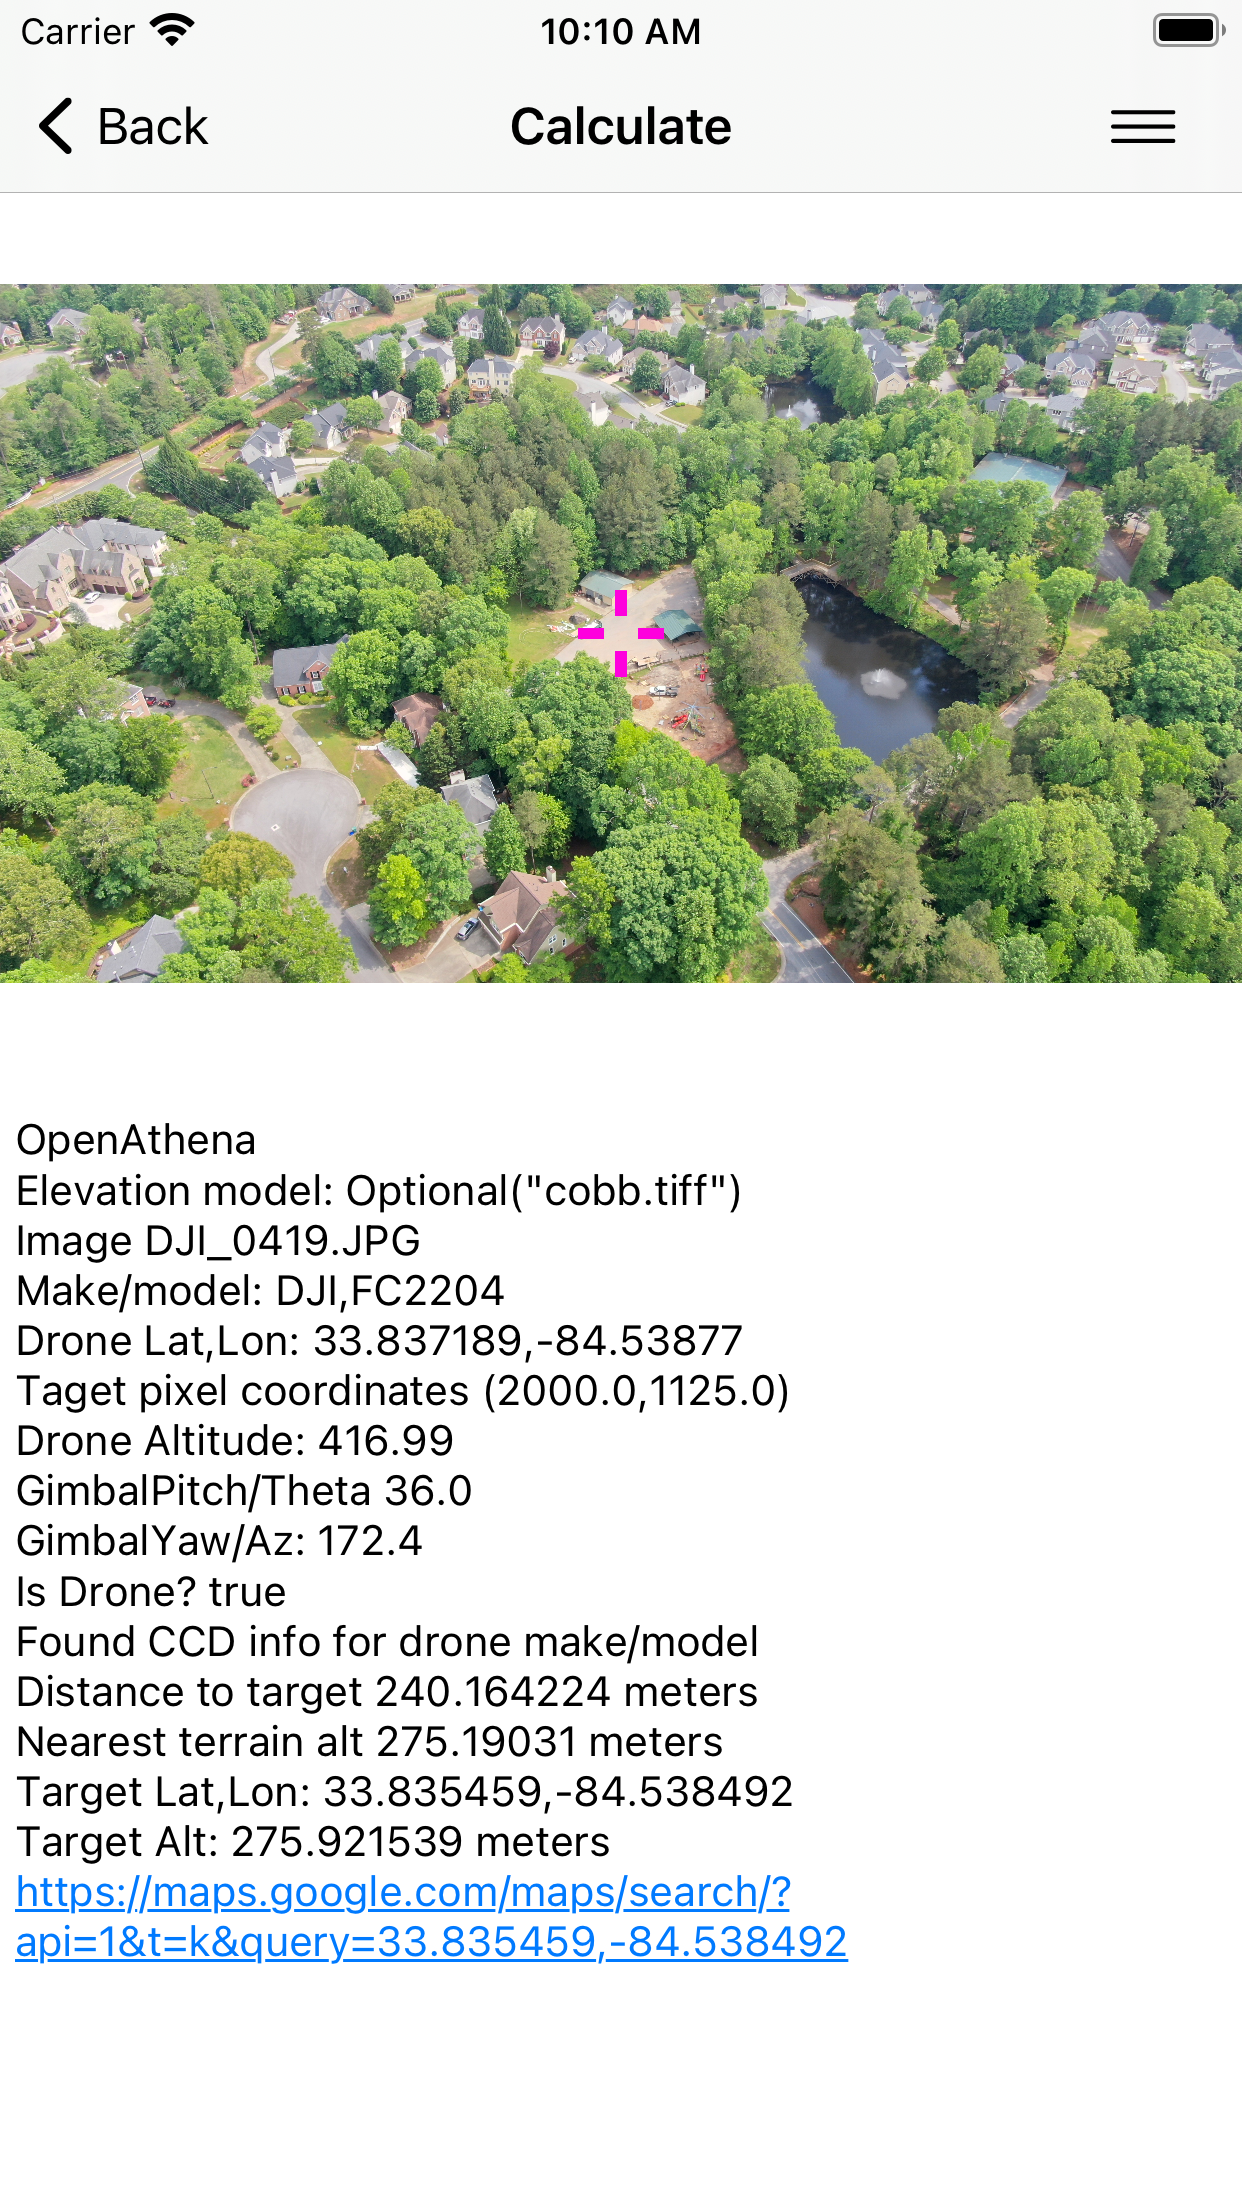 Carrier 10:10 AM
Back Calculate
OpenAthena
Elevation model: Optional("cobb.tiff")
Image DJI_0419.JPG
Make/model: DJI,FC2204
Drone Lat,Lon: 33.837189,-84.53877
Taget pixel coordinates (2000.0,1125.0)
Drone Altitude: 416.99
GimbalPitch/Theta 36.0
GimbalYaw/Az: 172.4
Is Drone? true
Found CCD info for drone make/model
Distance to target 240.164224 meters
Nearest terrain alt 275.19031 meters
Target Lat,Lon: 33.835459,-84.538492
Target Alt: 275.921539 meters
https://maps.google.com/maps/search/?
api=1&t=k&query=33.835459,-84.538492